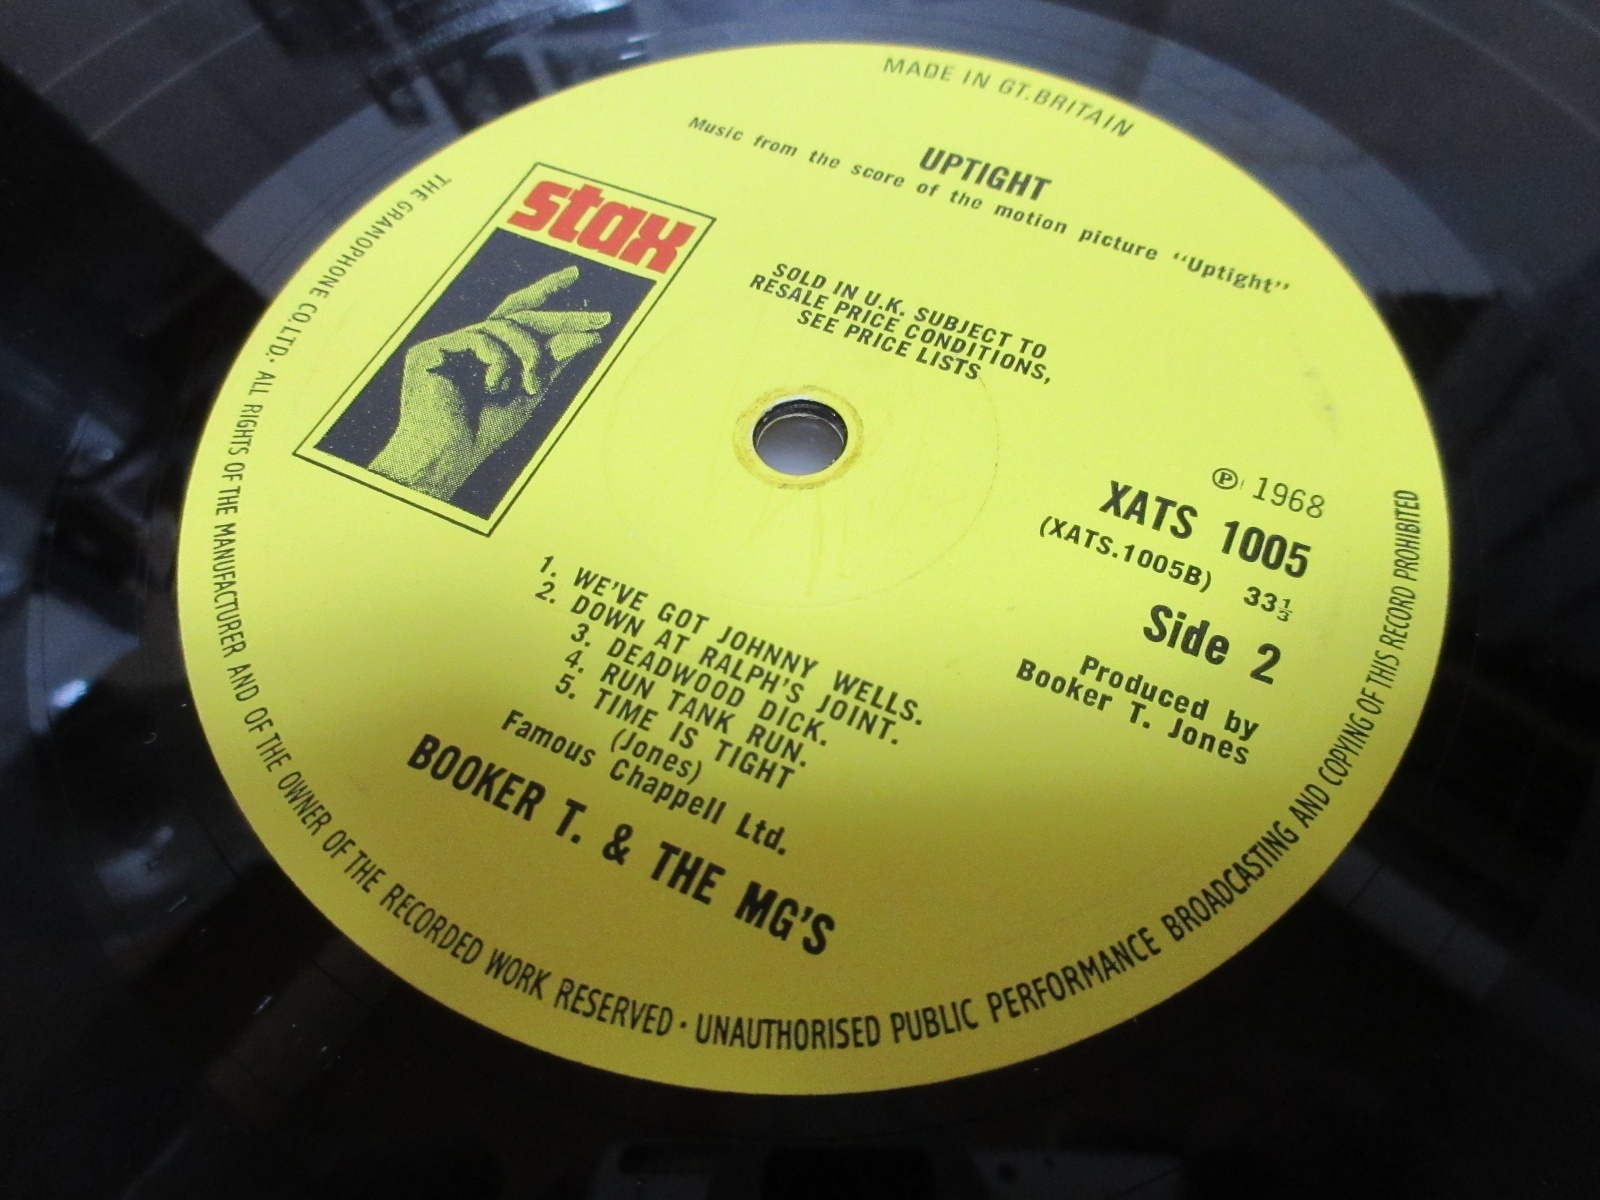 MADE IN GT.BRITAIN
UPTIGHT
Music from the score of the motion picture "Uptight"
stax
SOLD IN U.K. SUBJECT TO
RESALE PRICE CONDITIONS,
SEE PRICE LISTS
℗ 1968
XATS 1005
(XATS.1005B) 33⅓
Side 2
Produced by
Booker T. Jones
1. WE'VE GOT JOHNNY WELLS.
2. DOWN AT RALPH'S JOINT.
3. DEADWOOD DICK.
4. RUN TANK RUN.
5. TIME IS TIGHT
(Jones)
Famous Chappell Ltd.
BOOKER T. & THE MG'S
THE GRAMOPHONE CO.LTD. ALL RIGHTS OF THE MANUFACTURER AND OF THE OWNER OF THE RECORDED WORK RESERVED · UNAUTHORISED PUBLIC PERFORMANCE BROADCASTING AND COPYING OF THIS RECORD PROHIBITED